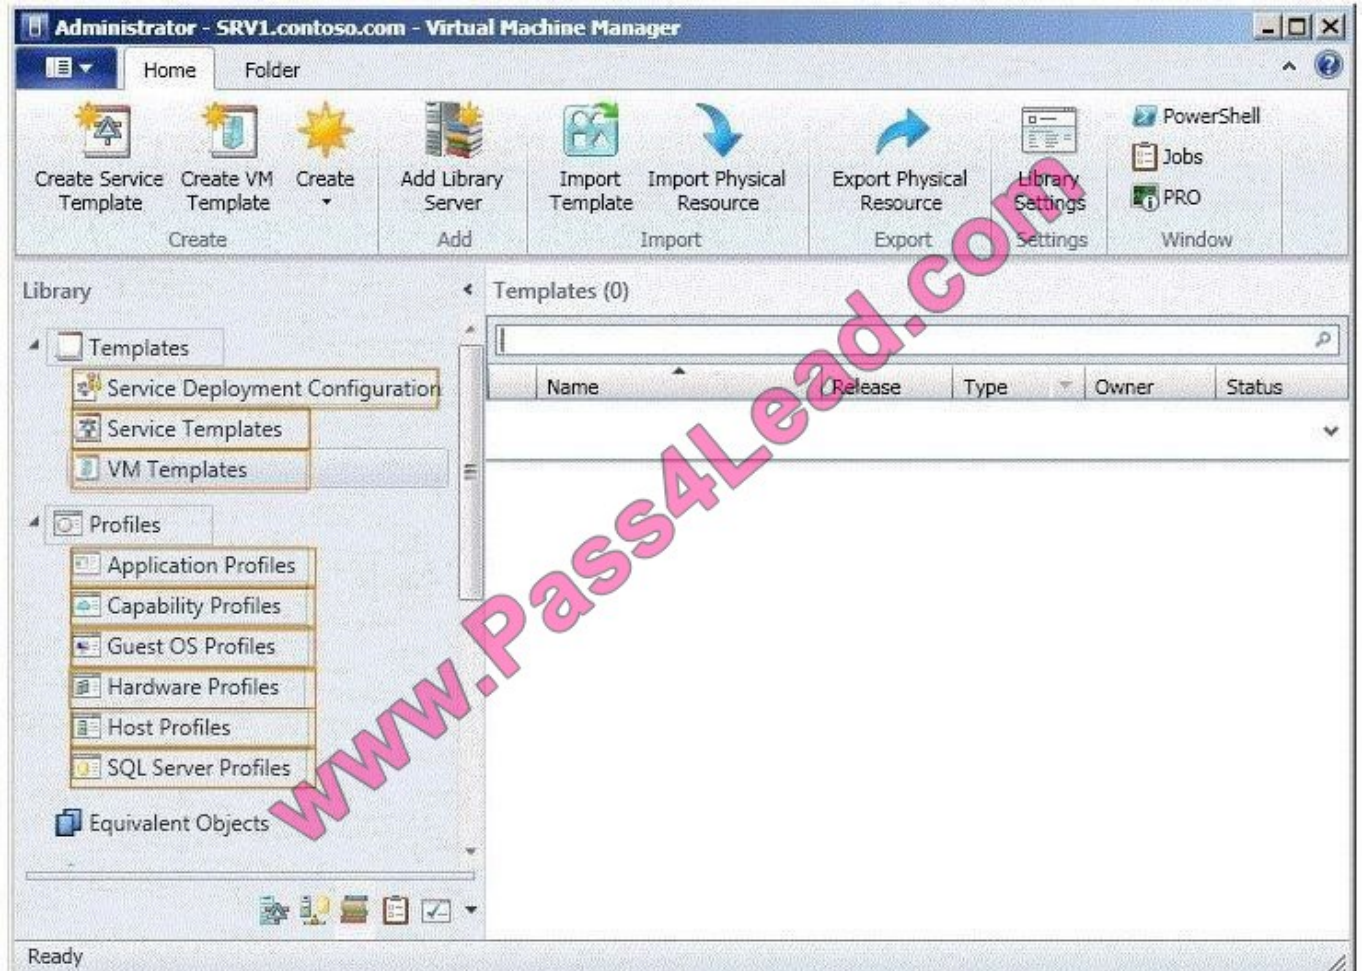 Administrator - SRV1.contoso.com - Virtual Machine Manager
Home Folder
Create Service Template
Create VM Template
Create
Add Library Server
Import Template
Import Physical Resource
Export Physical Resource
Library Settings
PowerShell
Jobs
PRO
Create Add Import Export Settings Window
Library
Templates
Service Deployment Configuration
Service Templates
VM Templates
Profiles
Application Profiles
Capability Profiles
Guest OS Profiles
Hardware Profiles
Host Profiles
SQL Server Profiles
Equivalent Objects
Templates (0)
Name Release Type Owner Status
www.Pass4Lead.com
Ready